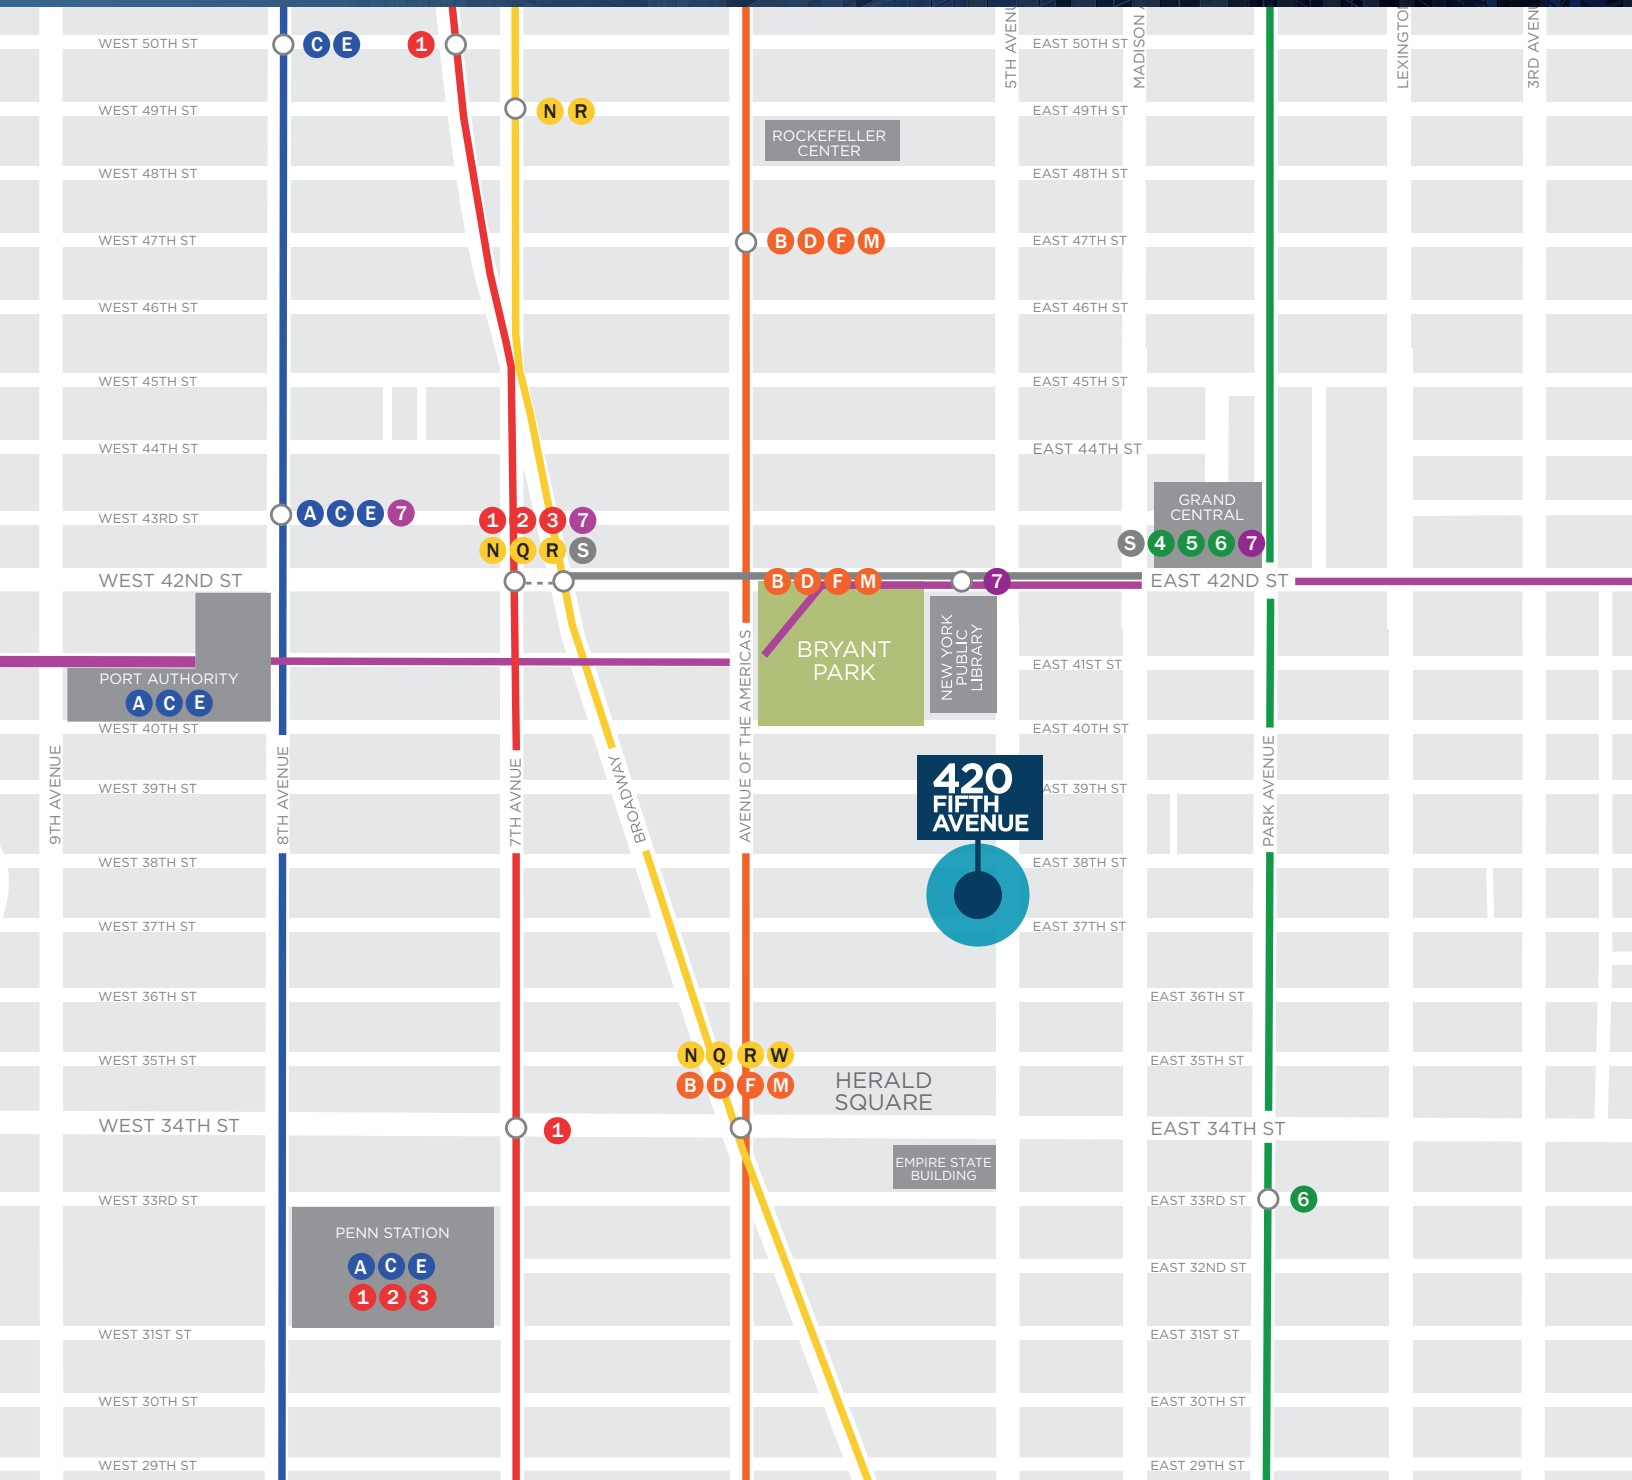 WEST 50TH ST
C E
1
EAST 50TH ST
5TH AVENU
MADISON A
LEXINGTO
3RD AVENU
WEST 49TH ST
N R
EAST 49TH ST
ROCKEFELLER
CENTER
WEST 48TH ST
EAST 48TH ST
WEST 47TH ST
B D F M
EAST 47TH ST
WEST 46TH ST
EAST 46TH ST
WEST 45TH ST
EAST 45TH ST
WEST 44TH ST
EAST 44TH ST
WEST 43RD ST
A C E 7
1 2 3 7
N Q R S
GRAND
CENTRAL
S 4 5 6 7
WEST 42ND ST
B D F M
7
EAST 42ND ST
BRYANT
PARK
NEW YORK
PUBLIC
LIBRARY
EAST 41ST ST
PORT AUTHORITY
A C E
WEST 40TH ST
EAST 40TH ST
9TH AVENUE
8TH AVENUE
7TH AVNUE
BROADWAY
AVENUE OF THE AMERICAS
PARK AVENUE
WEST 39TH ST
420
FIFTH
AVENUE
AST 39TH ST
WEST 38TH ST
EAST 38TH ST
WEST 37TH ST
EAST 37TH ST
WEST 36TH ST
EAST 36TH ST
WEST 35TH ST
N Q R W
B D F M
EAST 35TH ST
HERALD
SQUARE
WEST 34TH ST
1
EAST 34TH ST
EMPIRE STATE
BUILDING
WEST 33RD ST
EAST 33RD ST
6
PENN STATION
A C E
1 2 3
EAST 32ND ST
WEST 31ST ST
EAST 31ST ST
WEST 30TH ST
EAST 30TH ST
WEST 29TH ST
EAST 29TH ST